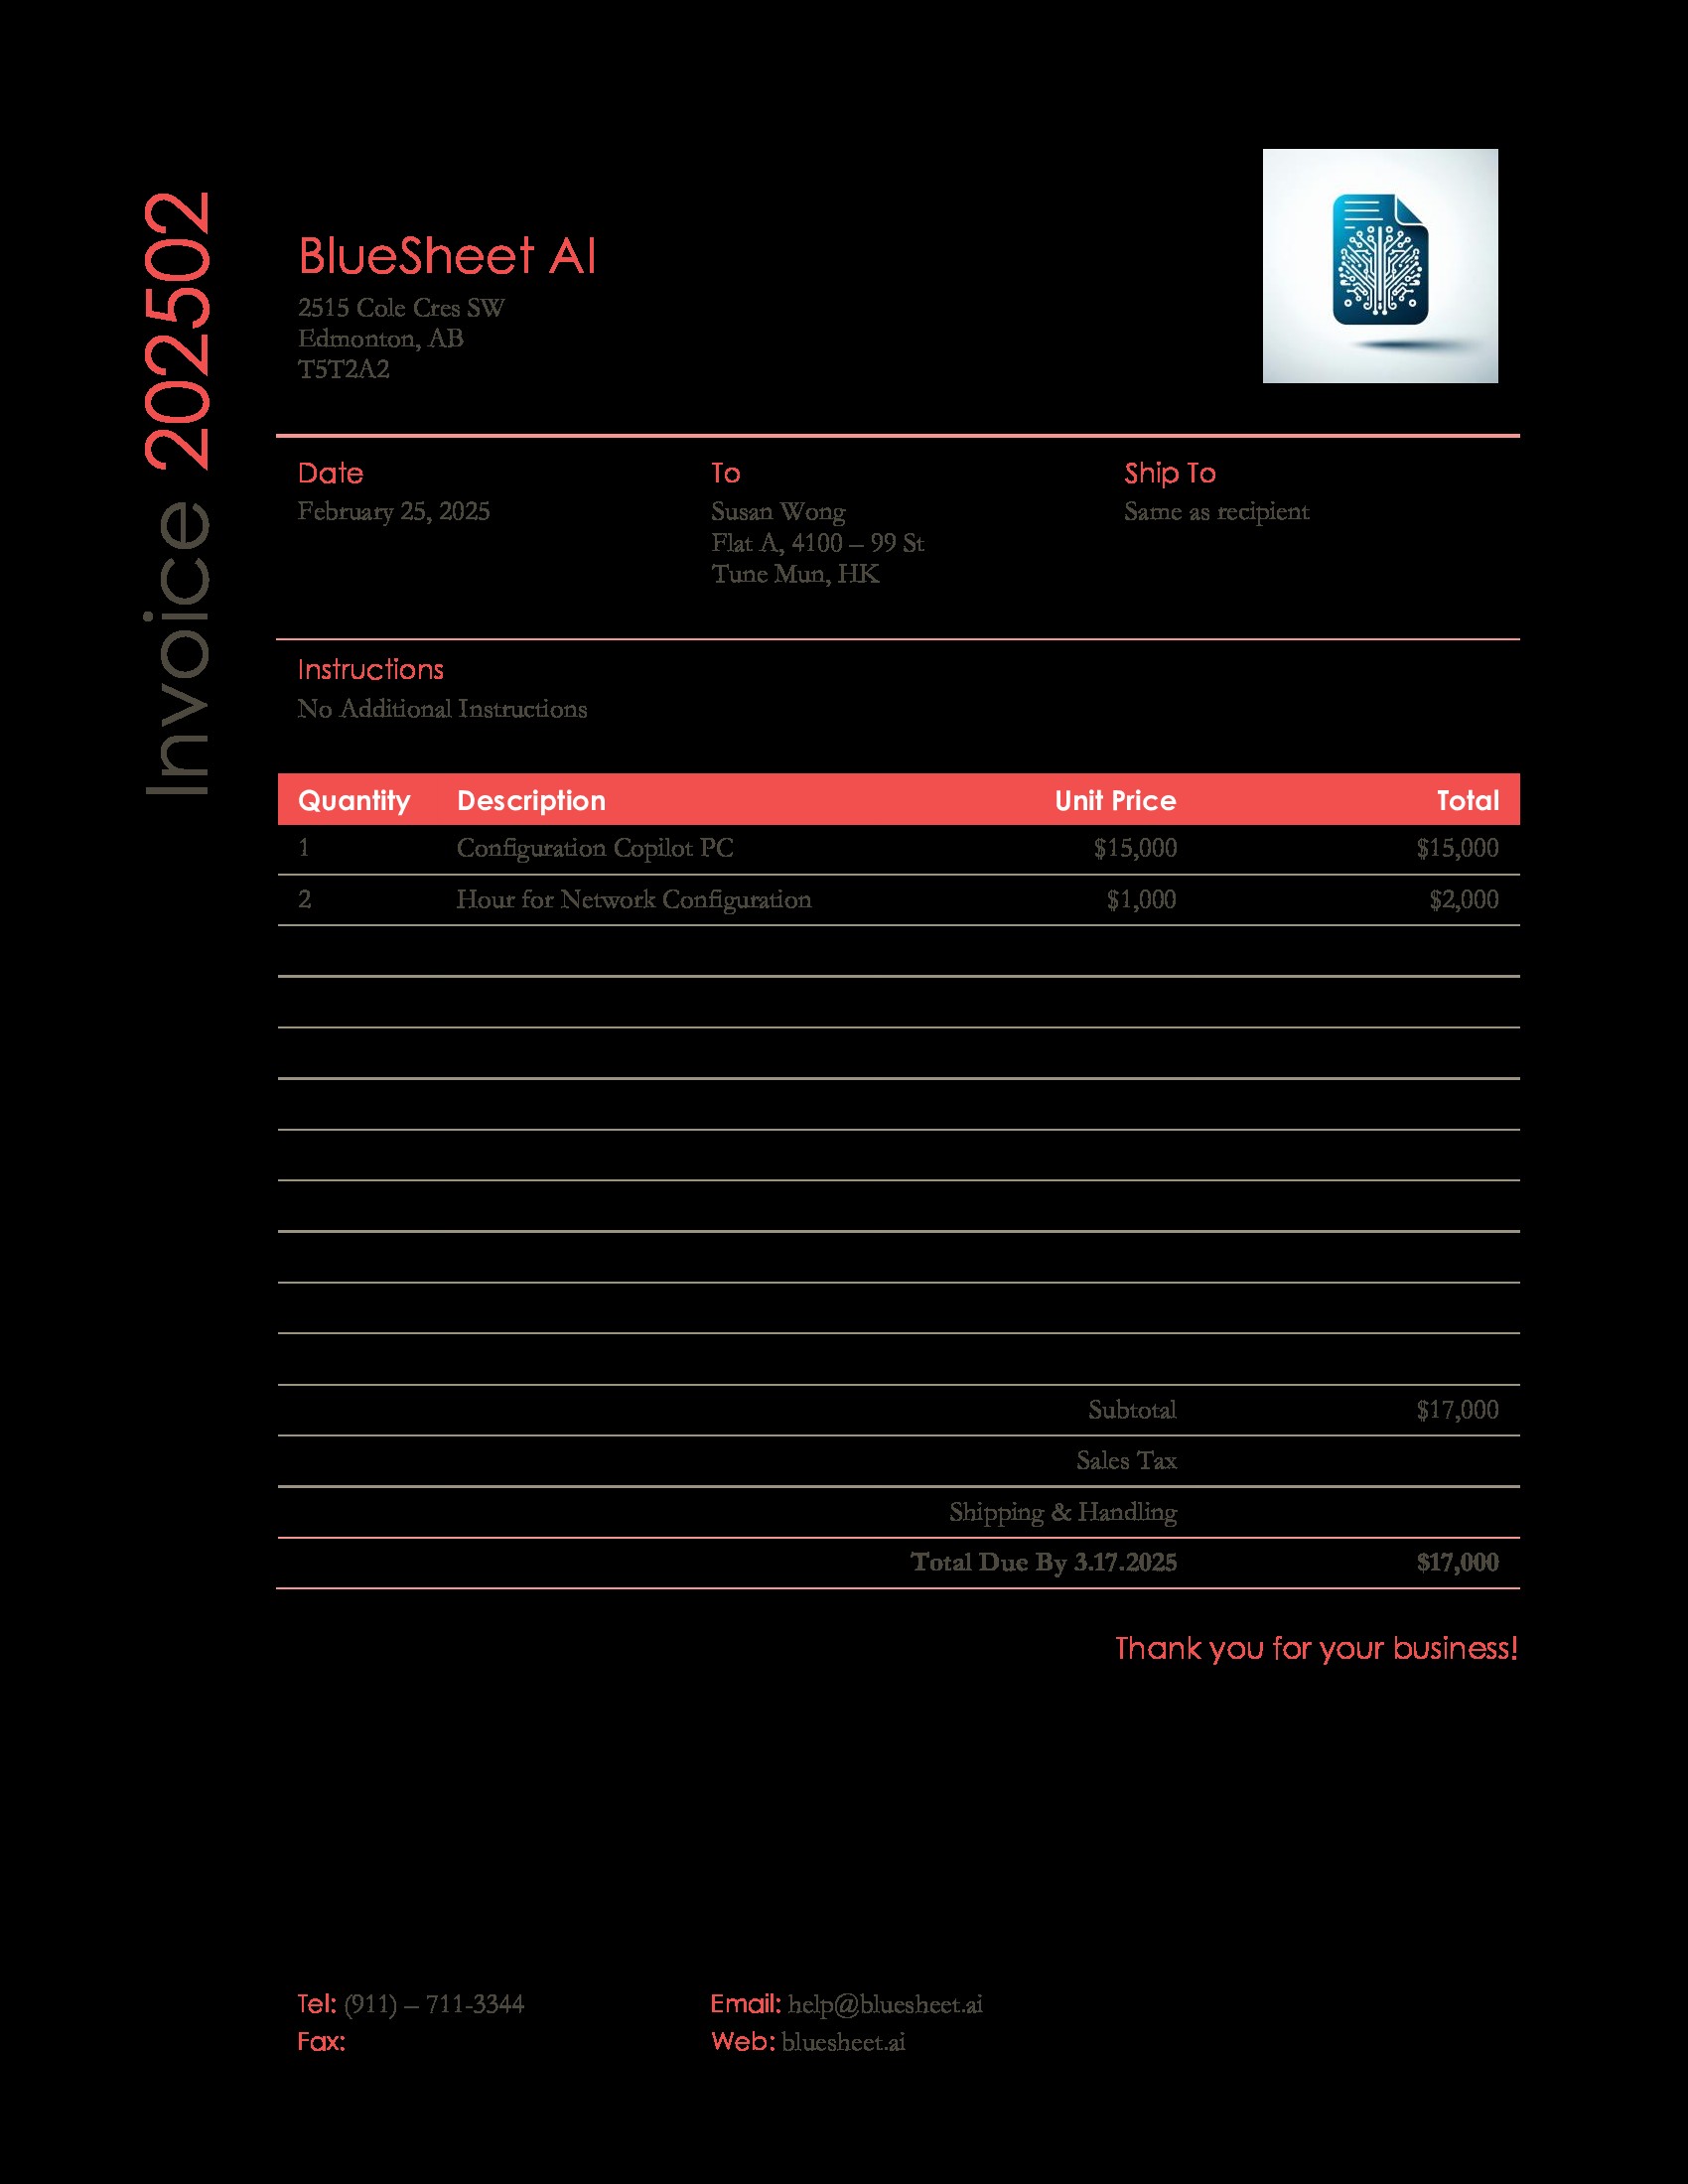 Invoice 202502
BlueSheet AI
2515 Cole Cres SW
Edmonton, AB
T5T2A2
Date
February 25, 2025
To
Susan Wong
Flat A, 4100 – 99 St
Tune Mun, HK
Ship To
Same as recipient
Instructions
No Additional Instructions
Quantity Description Unit Price Total
1 Configuration Copilot PC $15,000 $15,000
2 Hour for Network Configuration $1,000 $2,000
Subtotal $17,000
Sales Tax
Shipping & Handling
Total Due By 3.17.2025 $17,000
Thank you for your business!
Tel: (911) – 711-3344
Fax:
Email: help@bluesheet.ai
Web: bluesheet.ai